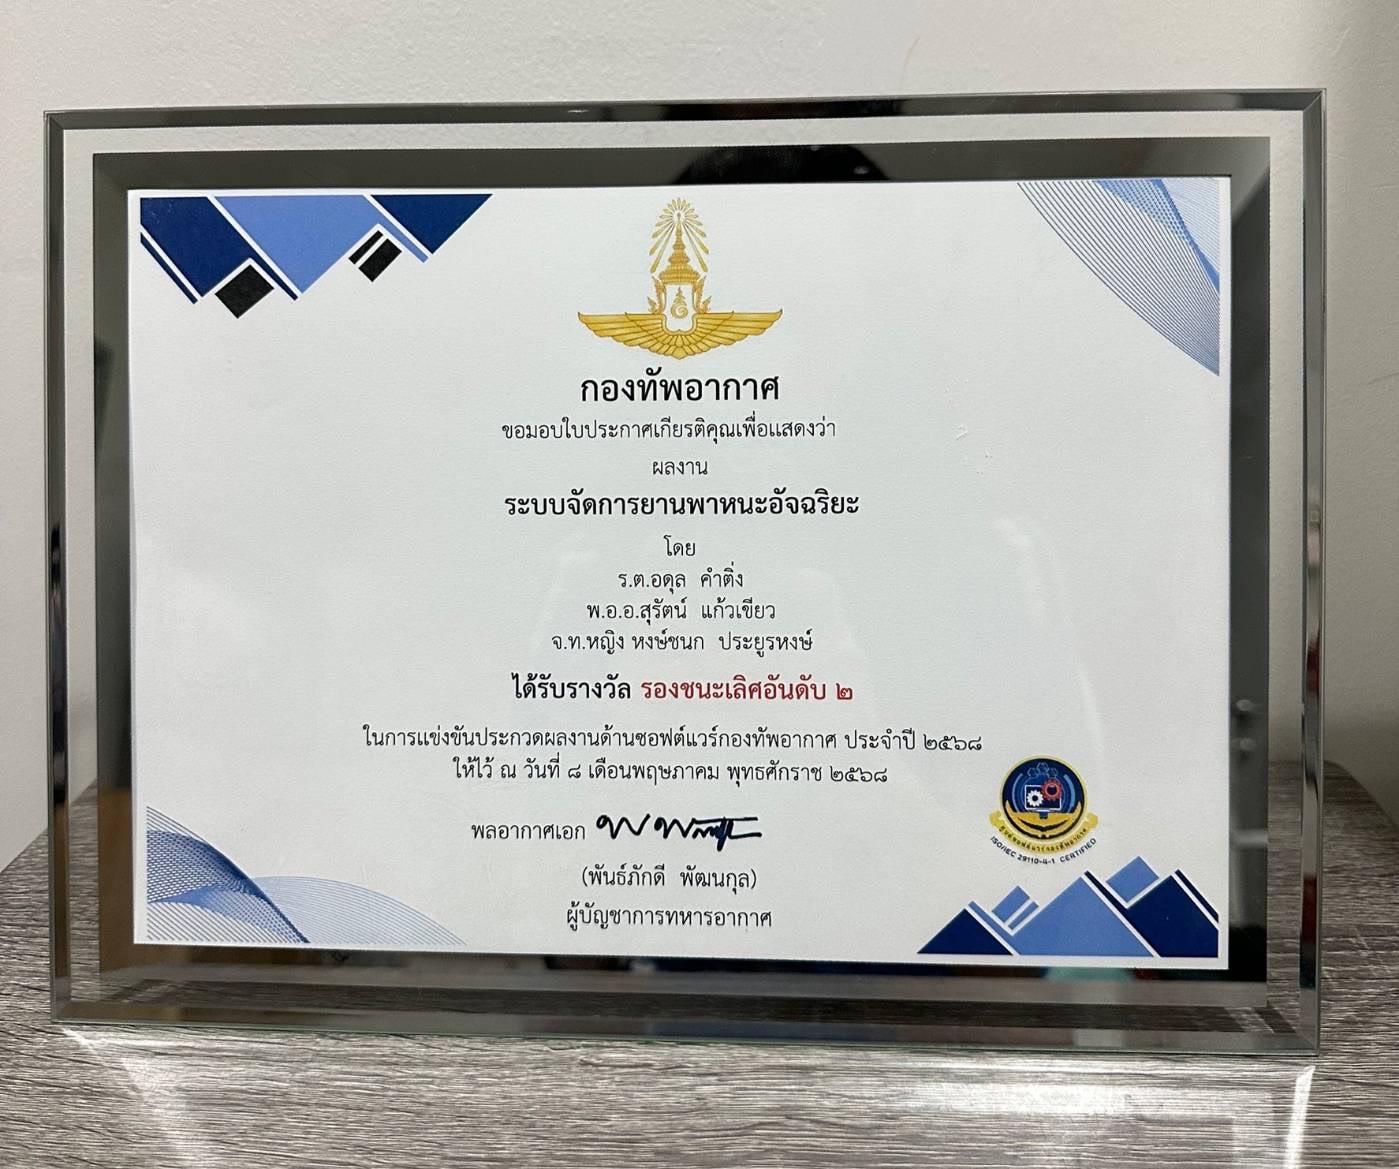 กองทัพอากาศ
ขอมอบใบประกาศเกียรติคุณเพื่อแสดงว่า
ผลงาน
ระบบจัดการยานพาหนะอัจฉริยะ
โดย
ร.ต.อดุล คำติ่ง
พ.อ.อ.สุรัตน์ แก้วเขียว
จ.ท.หญิง หงษ์ชนก ประยูรหงษ์
ได้รับรางวัล รองชนะเลิศอันดับ ๒
ในการแข่งขันประกวดผลงานด้านซอฟต์แวร์กองทัพอากาศ ประจำปี ๒๕๖๘
ให้ไว้ ณ วันที่ ๘ เดือนพฤษภาคม พุทธศักราช ๒๕๖๘
พลอากาศเอก
(พันธ์ภักดี พัฒนกุล)
ผู้บัญชาการทหารอากาศ
ISO/IEC 29110-4-1 CERTIFIED